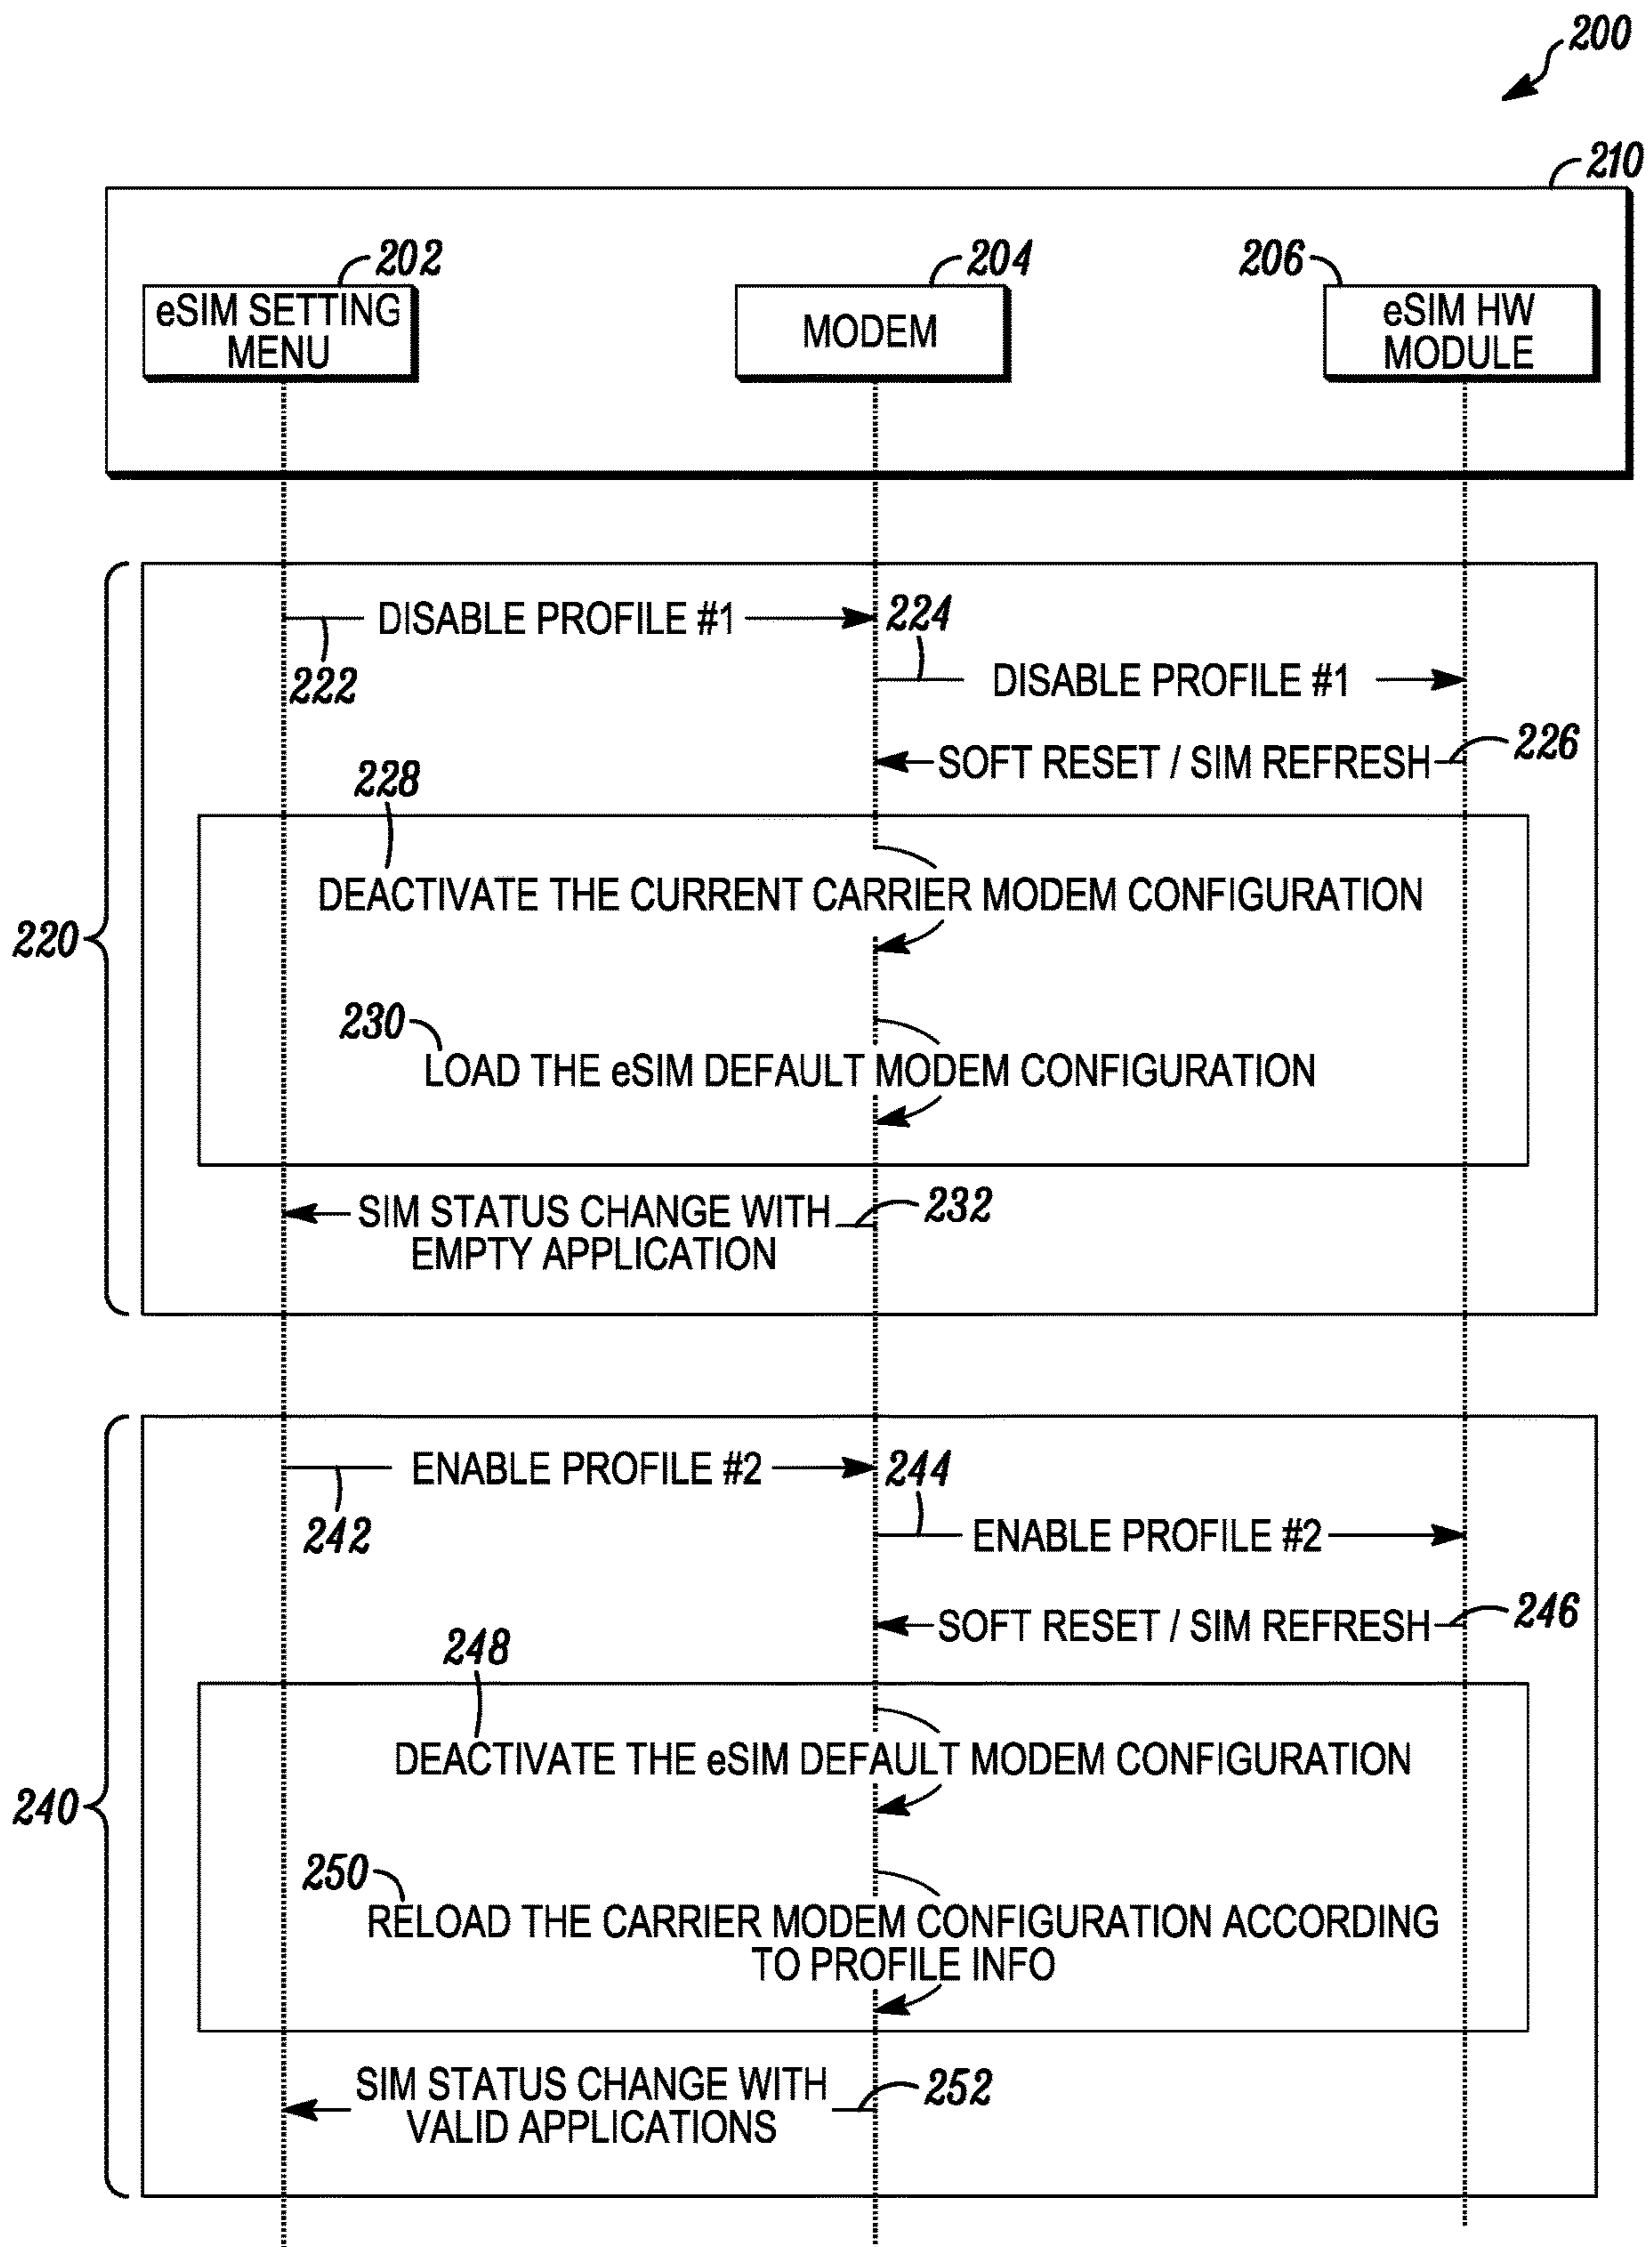 200
210
202
204
206
eSIM SETTING
MENU
MODEM
eSIM HW
MODULE
220
DISABLE PROFILE #1
222
224
DISABLE PROFILE #1
SOFT RESET / SIM REFRESH
226
228
DEACTIVATE THE CURRENT CARRIER MODEM CONFIGURATION
230
LOAD THE eSIM DEFAULT MODEM CONFIGURATION
SIM STATUS CHANGE WITH
EMPTY APPLICATION
232
240
ENABLE PROFILE #2
242
244
ENABLE PROFILE #2
SOFT RESET / SIM REFRESH
246
248
DEACTIVATE THE eSIM DEFAULT MODEM CONFIGURATION
250
RELOAD THE CARRIER MODEM CONFIGURATION ACCORDING
TO PROFILE INFO
SIM STATUS CHANGE WITH
VALID APPLICATIONS
252